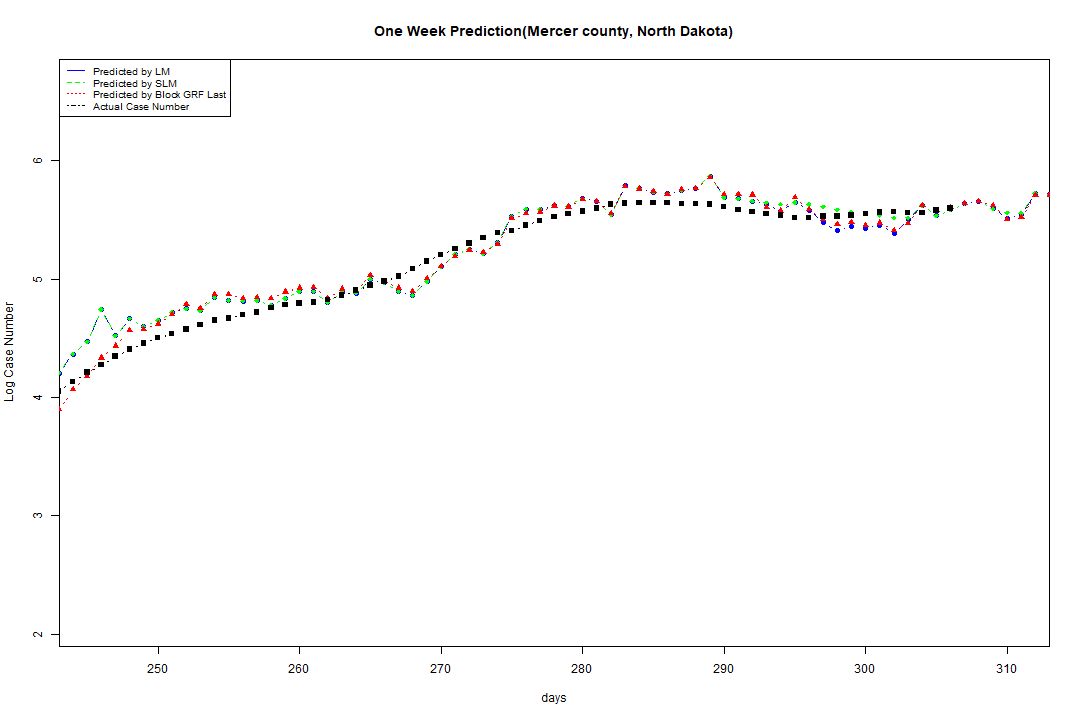 One Week Prediction(Mercer county, North Dakota)
Predicted by LM
Predicted by SLM
Predicted by Block GRF Last
Actual Case Number
6
5
4
3
2
Log Case Number
250 260 270 280 290 300 310
days